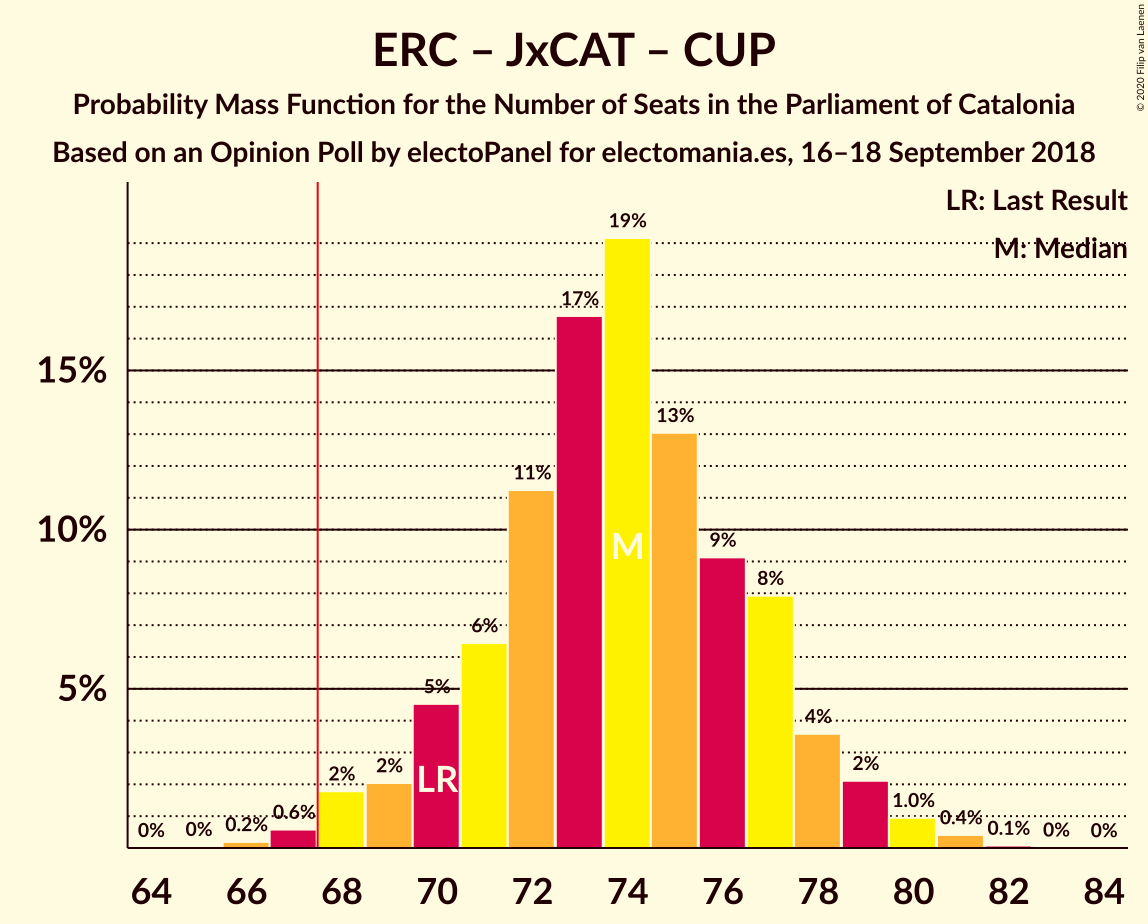 ERC – JxCAT – CUP
Probability Mass Function for the Number of Seats in the Parliament of Catalonia
Based on an Opinion Poll by electoPanel for electomania.es, 16–18 September 2018
© 2020 Filip van Laenen
LR: Last Result
M: Median
15%
10%
5%
0%
0%
0.2%
0.6%
2%
2%
5%
6%
11%
17%
19%
13%
9%
8%
4%
2%
1.0%
0.4%
0.1%
0%
0%
LR
M
64 66 68 70 72 74 76 78 80 82 84